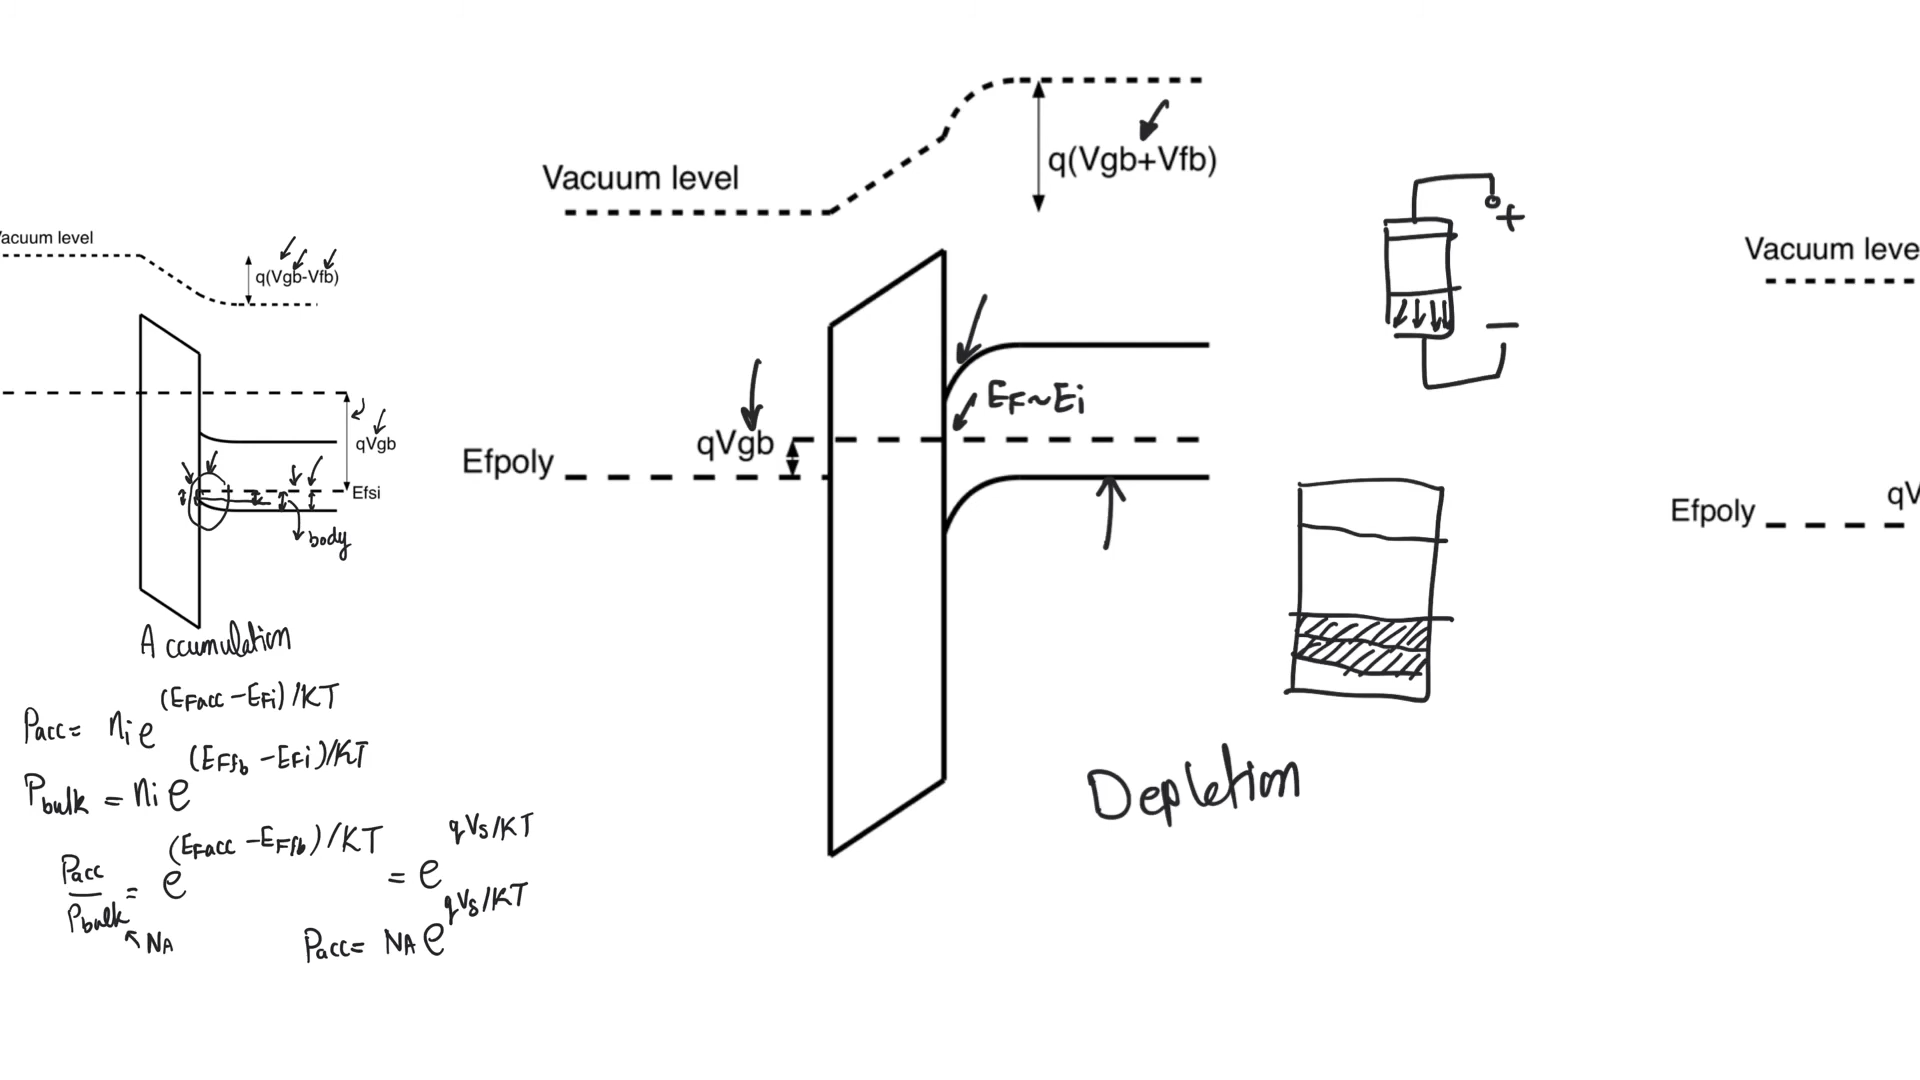 Vacuum level
q(Vgb-Vfb)
qVgb
Efsi
body
Accumulation
Pacc= ni e^(EFacc-EFi)/KT
Pbulk = ni e^(EFfb-EFi)/KT
Pacc/Pbulk = e^(EFacc-EFfb)/KT = e^qVs/KT
NA
Pacc= NA e^qVs/KT
Vacuum level
q(Vgb+Vfb)
EF~Ei
qVgb
Efpoly
Depletion
+
−
Vacuum leve
Efpoly
qV